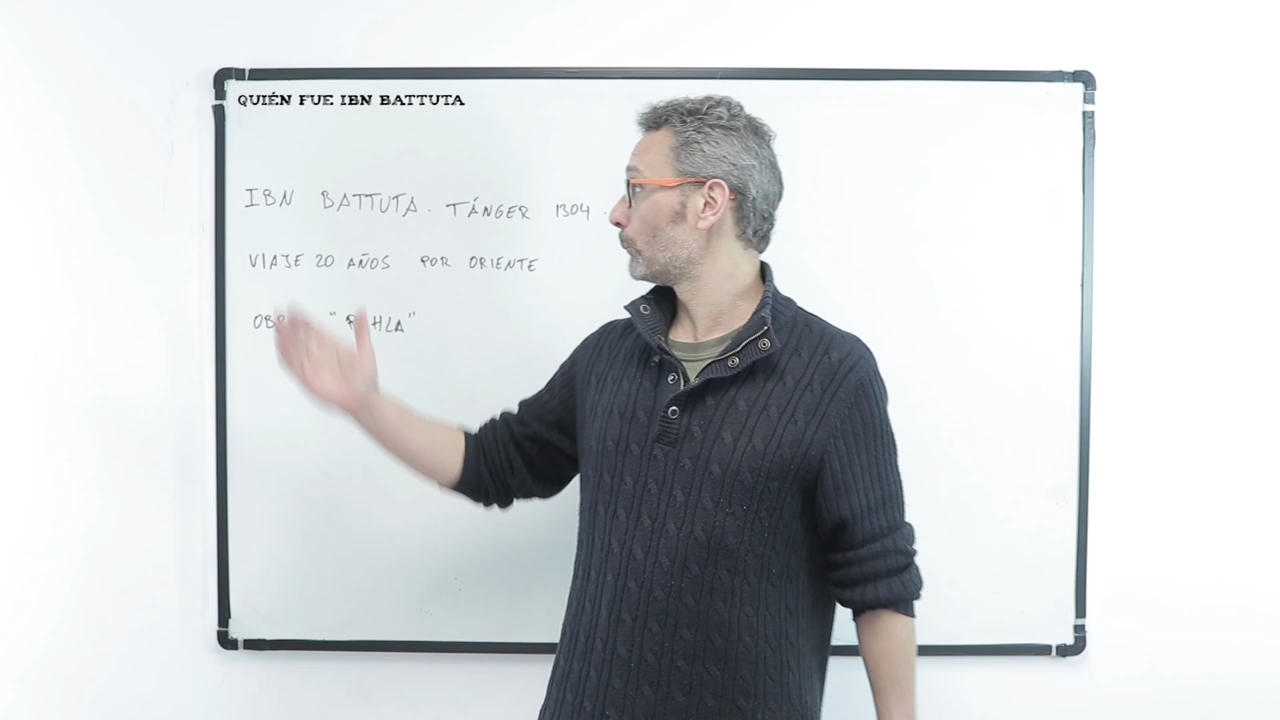 QUIÉN FUE IBN BATTUTA
IBN BATTUTA. TÁNGER 1304.
VIAJE 20 AÑOS POR ORIENTE